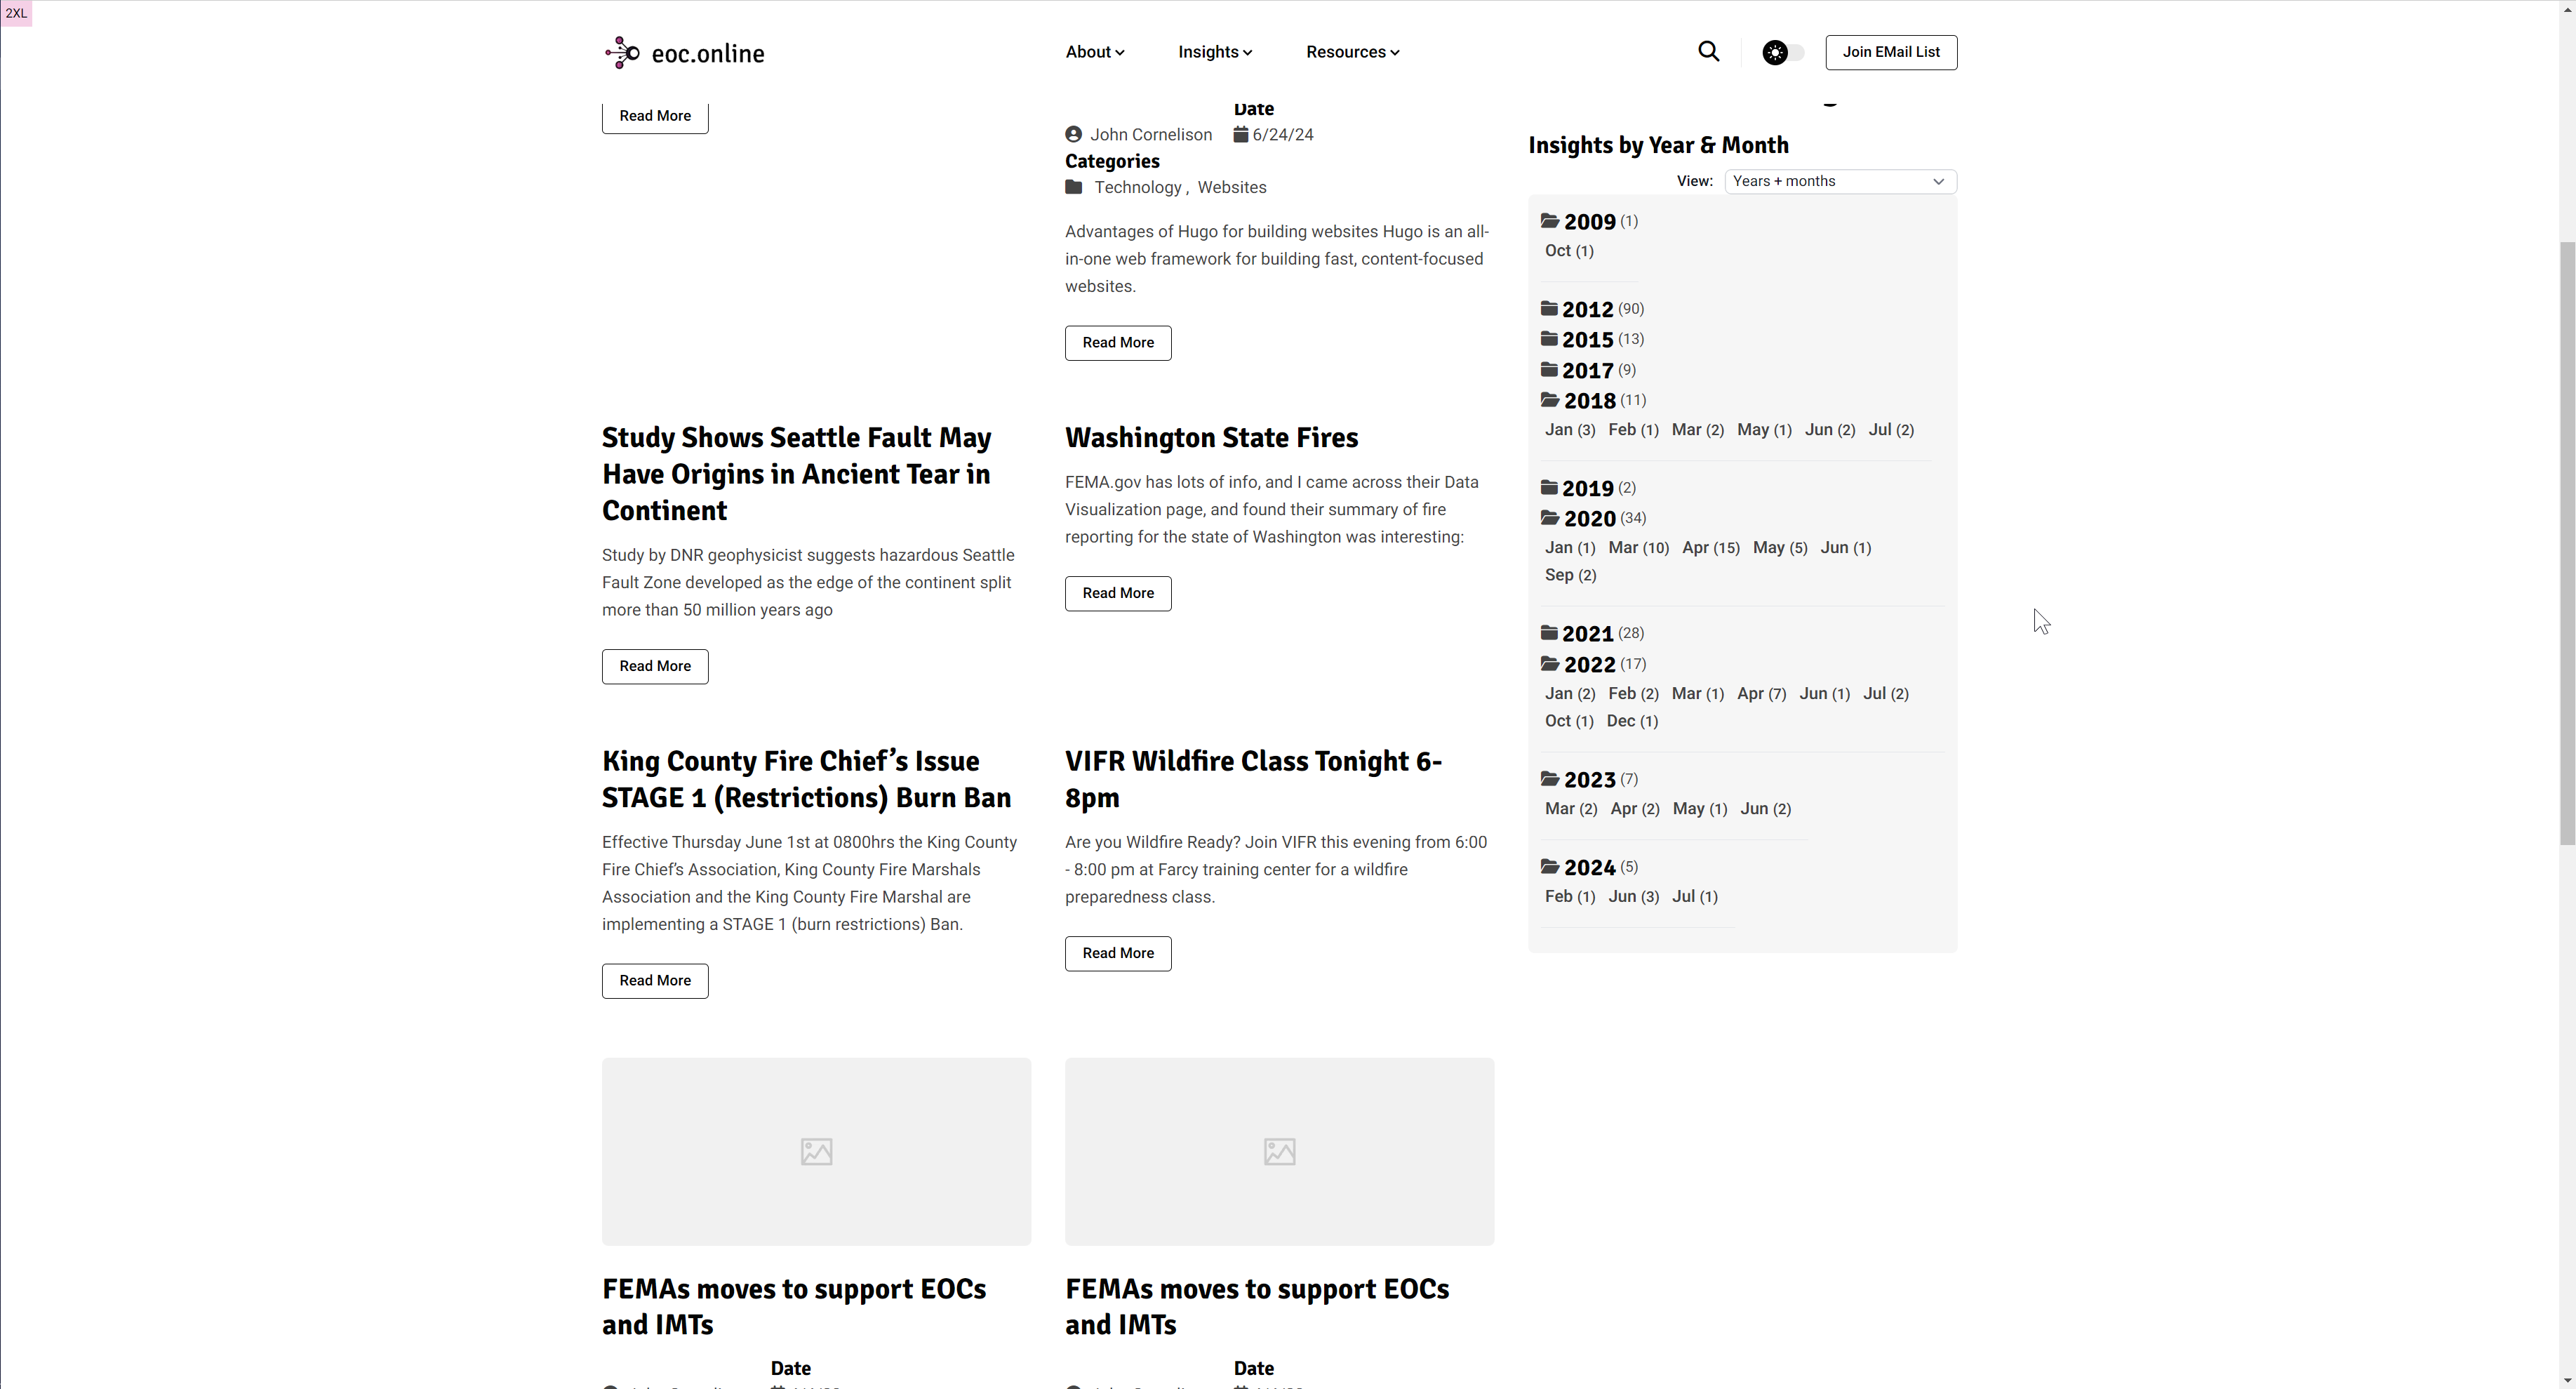 2XL
eoc.online
About
Insights
Resources
Join EMail List
Read More
Date
John Cornelison
6/24/24
Categories
Technology , Websites
Advantages of Hugo for building websites Hugo is an all-
in-one web framework for building fast, content-focused
websites.
Read More
Study Shows Seattle Fault May
Have Origins in Ancient Tear in
Continent
Study by DNR geophysicist suggests hazardous Seattle
Fault Zone developed as the edge of the continent split
more than 50 million years ago
Read More
Washington State Fires
FEMA.gov has lots of info, and I came across their Data
Visualization page, and found their summary of fire
reporting for the state of Washington was interesting:
Read More
King County Fire Chief’s Issue
STAGE 1 (Restrictions) Burn Ban
Effective Thursday June 1st at 0800hrs the King County
Fire Chief’s Association, King County Fire Marshals
Association and the King County Fire Marshal are
implementing a STAGE 1 (burn restrictions) Ban.
Read More
VIFR Wildfire Class Tonight 6-
8pm
Are you Wildfire Ready? Join VIFR this evening from 6:00
- 8:00 pm at Farcy training center for a wildfire
preparedness class.
Read More
FEMAs moves to support EOCs
and IMTs
Date
FEMAs moves to support EOCs
and IMTs
Date
Insights by Year & Month
View: Years + months
2009 (1)
Oct (1)
2012 (90)
2015 (13)
2017 (9)
2018 (11)
Jan (3) Feb (1) Mar (2) May (1) Jun (2) Jul (2)
2019 (2)
2020 (34)
Jan (1) Mar (10) Apr (15) May (5) Jun (1)
Sep (2)
2021 (28)
2022 (17)
Jan (2) Feb (2) Mar (1) Apr (7) Jun (1) Jul (2)
Oct (1) Dec (1)
2023 (7)
Mar (2) Apr (2) May (1) Jun (2)
2024 (5)
Feb (1) Jun (3) Jul (1)